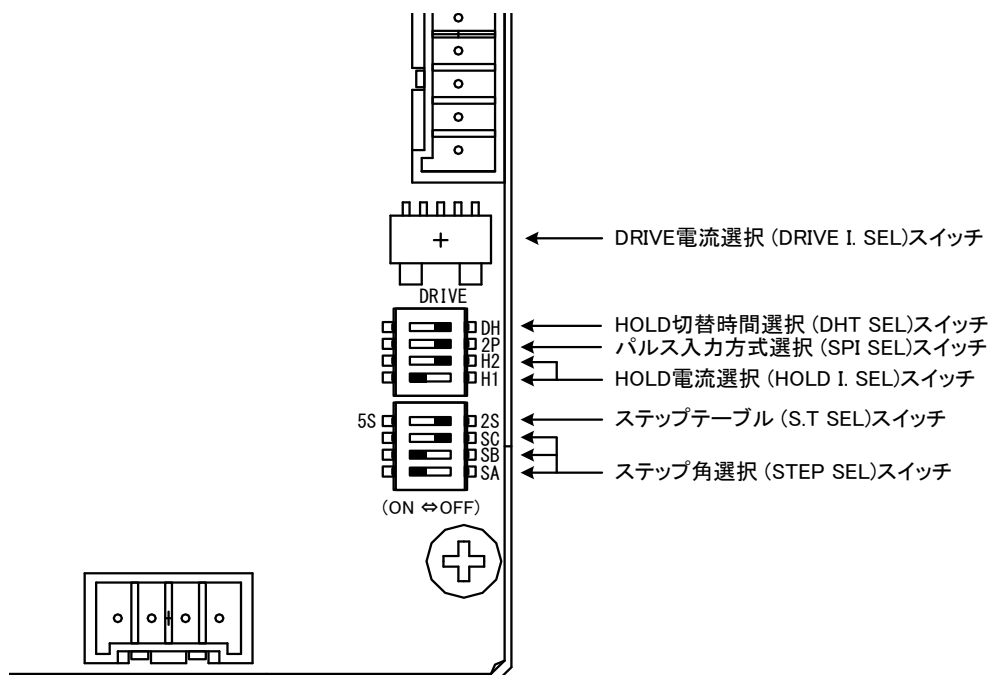 DRIVE電流選択 (DRIVE I. SEL)スイッチ
DRIVE
DH
HOLD切替時間選択 (DHT SEL)スイッチ
2P
パルス入力方式選択 (SPI SEL)スイッチ
H2
H1
HOLD電流選択 (HOLD I. SEL)スイッチ
5S
2S
ステップテーブル (S.T SEL)スイッチ
SC
SB
SA
ステップ角選択 (STEP SEL)スイッチ
(ON ⇔OFF)